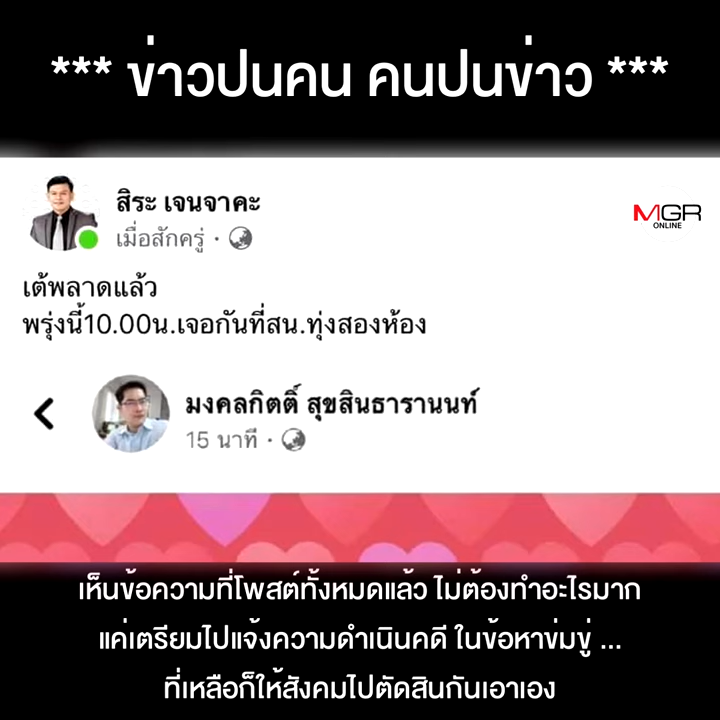 *** ข่าวปนคน คนปนข่าว ***
สิระ เจนจาคะ
เมื่อสักครู่ ·
MGR
ONLINE
เต้พลาดแล้ว
พรุ่งนี้10.00น.เจอกันที่สน.ทุ่งสองห้อง
มงคลกิตติ์ สุขสินธารานนท์
15 นาที ·
เห็นข้อความที่โพสต์ทั้งหมดแล้ว ไม่ต้องทำอะไรมาก
แค่เตรียมไปแจ้งความดำเนินคดี ในข้อหาข่มขู่ ...
ที่เหลือก็ให้สังคมไปตัดสินกันเอาเอง